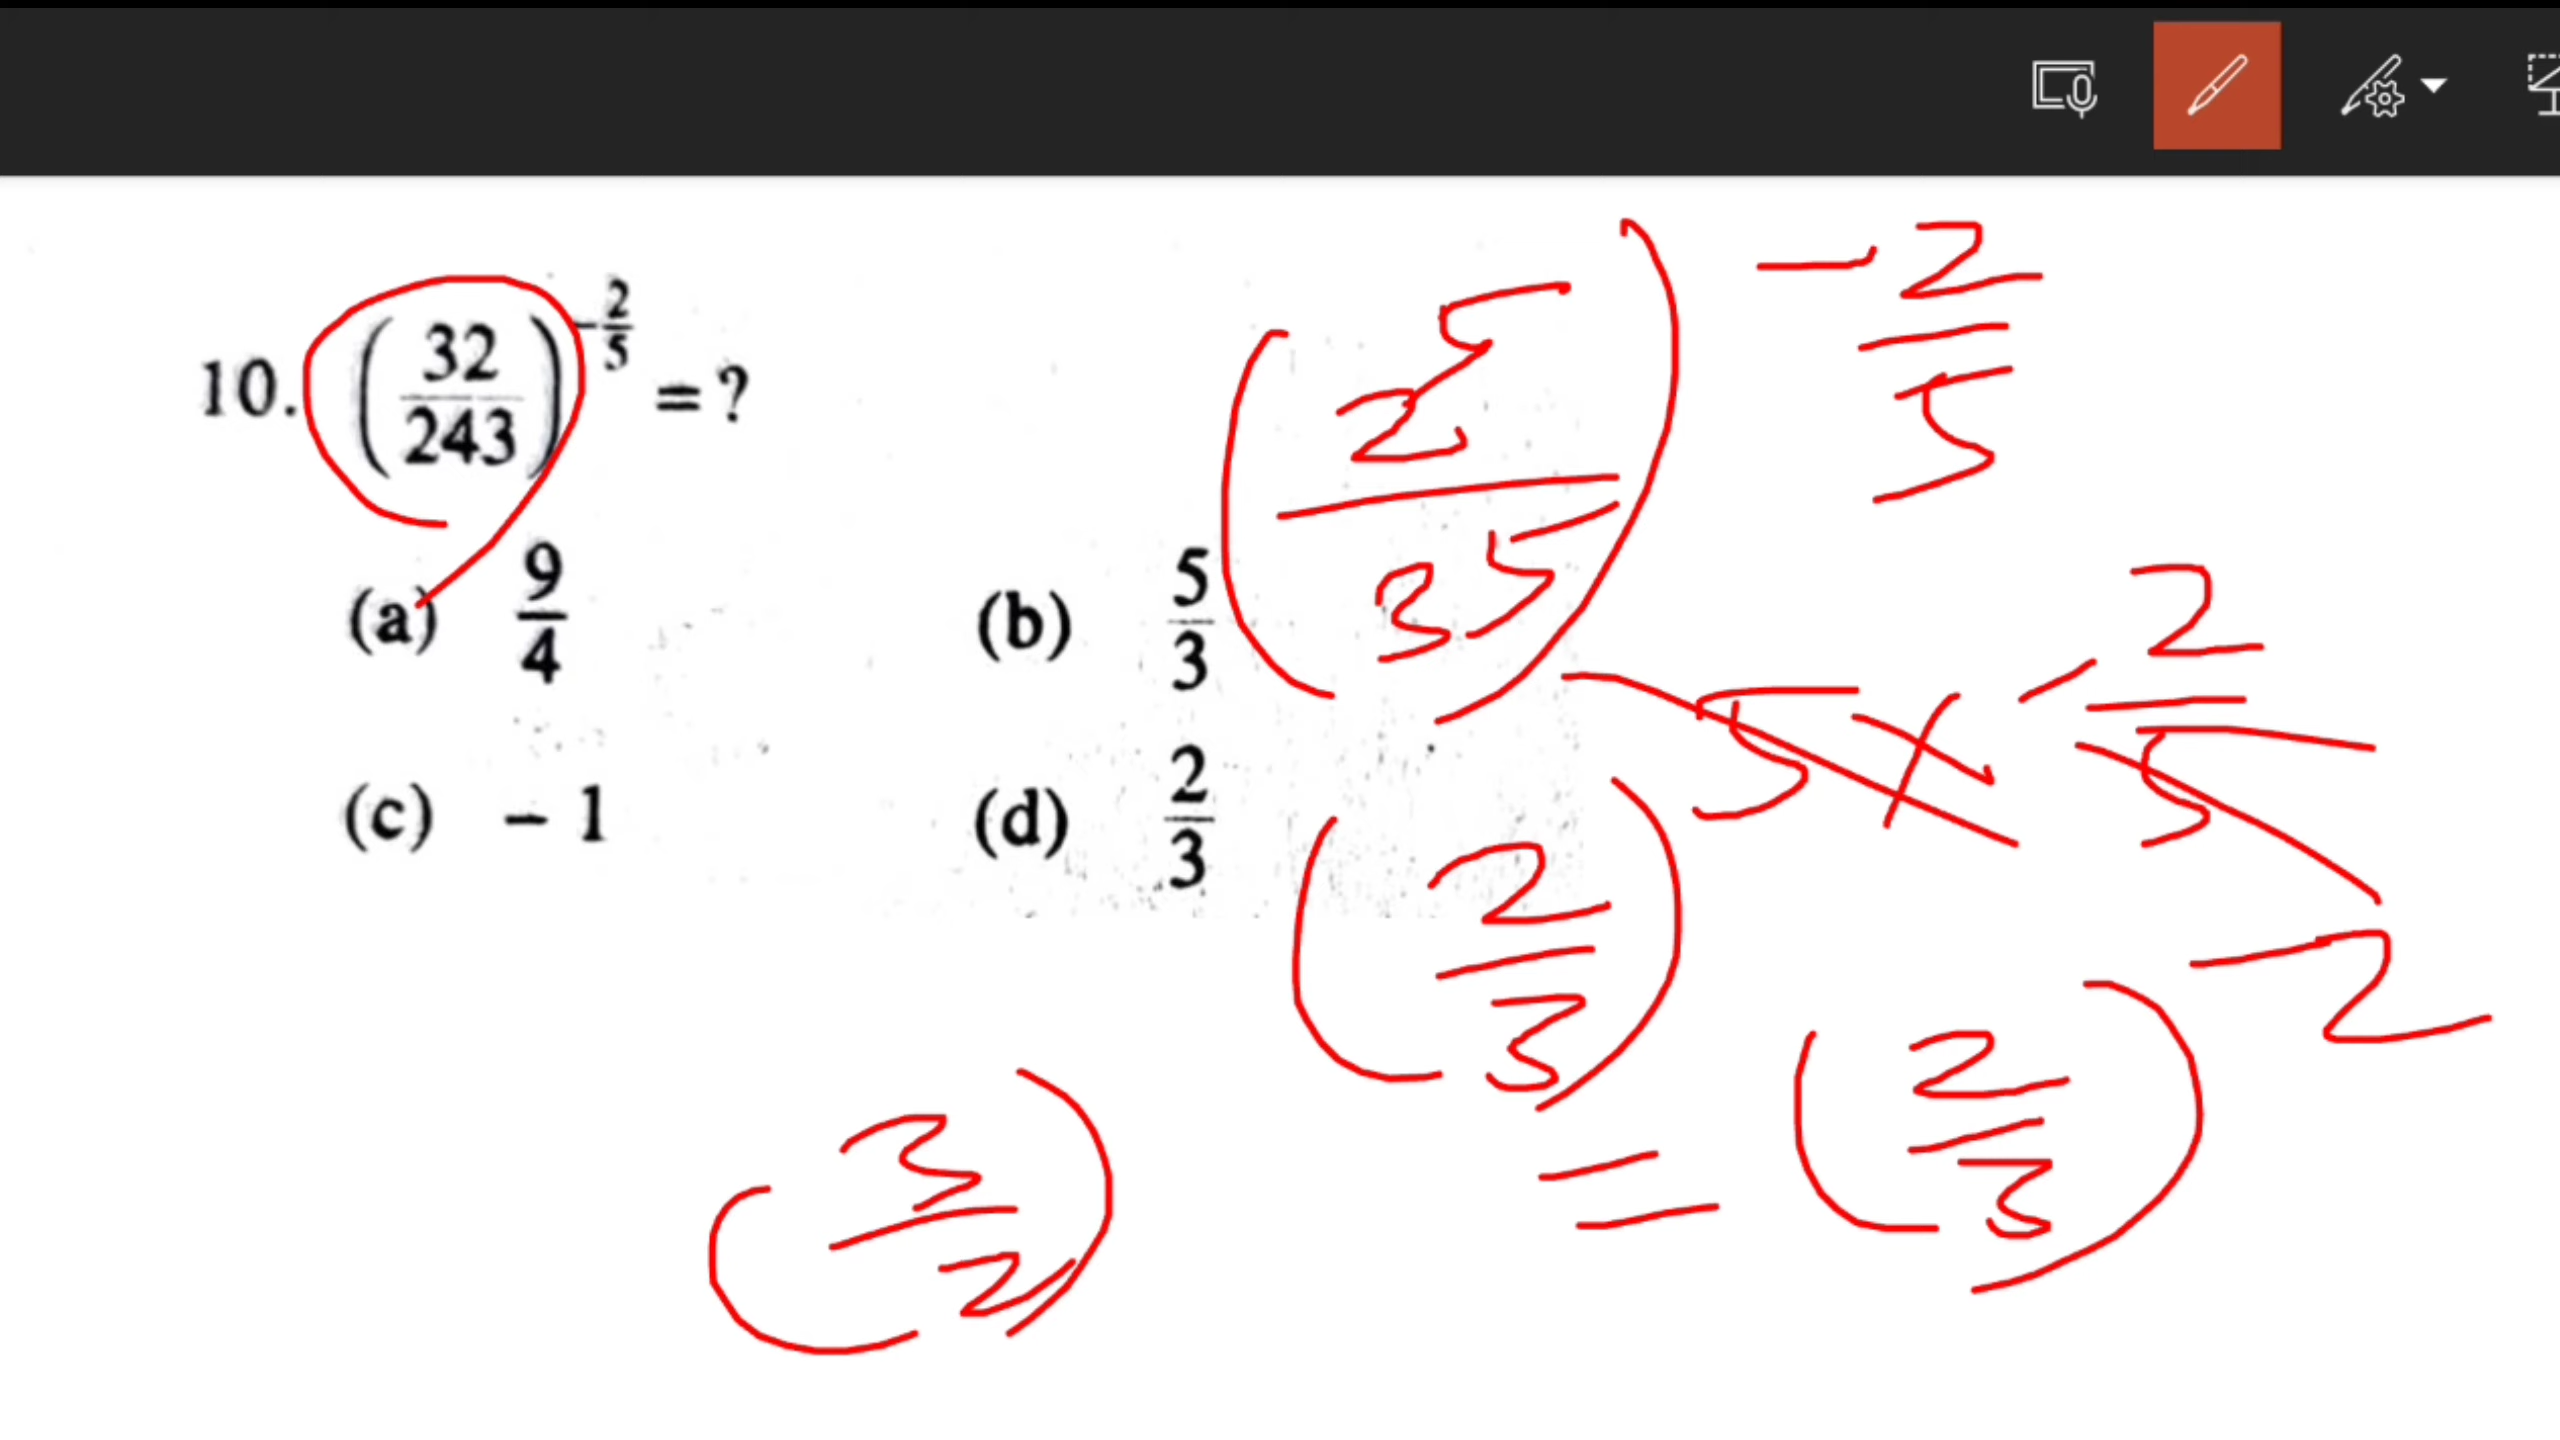 10. (32/243)^(-2/5) = ?
(a) 9/4 (b) 5/3
(c) – 1 (d) 2/3
(2^5/3^5)^(-2/5)
(2/3)^(5 × -2/5)
= (2/3)^(-2)
(3/2)